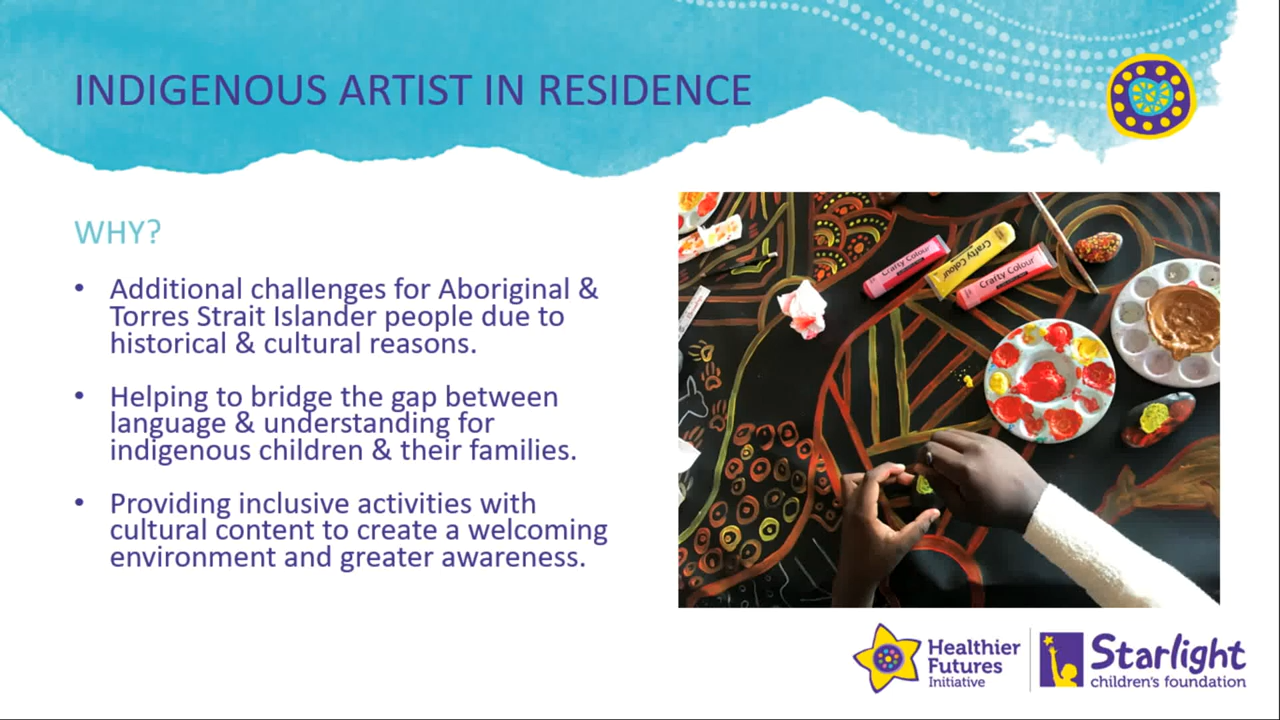 INDIGENOUS ARTIST IN RESIDENCE
WHY?
• Additional challenges for Aboriginal &
Torres Strait Islander people due to
historical & cultural reasons.
• Helping to bridge the gap between
language & understanding for
indigenous children & their families.
• Providing inclusive activities with
cultural content to create a welcoming
environment and greater awareness.
Crafty Colour
Crafty Colour
Crafty Colour
Healthier
Futures
Initiative
Starlight
children's foundation